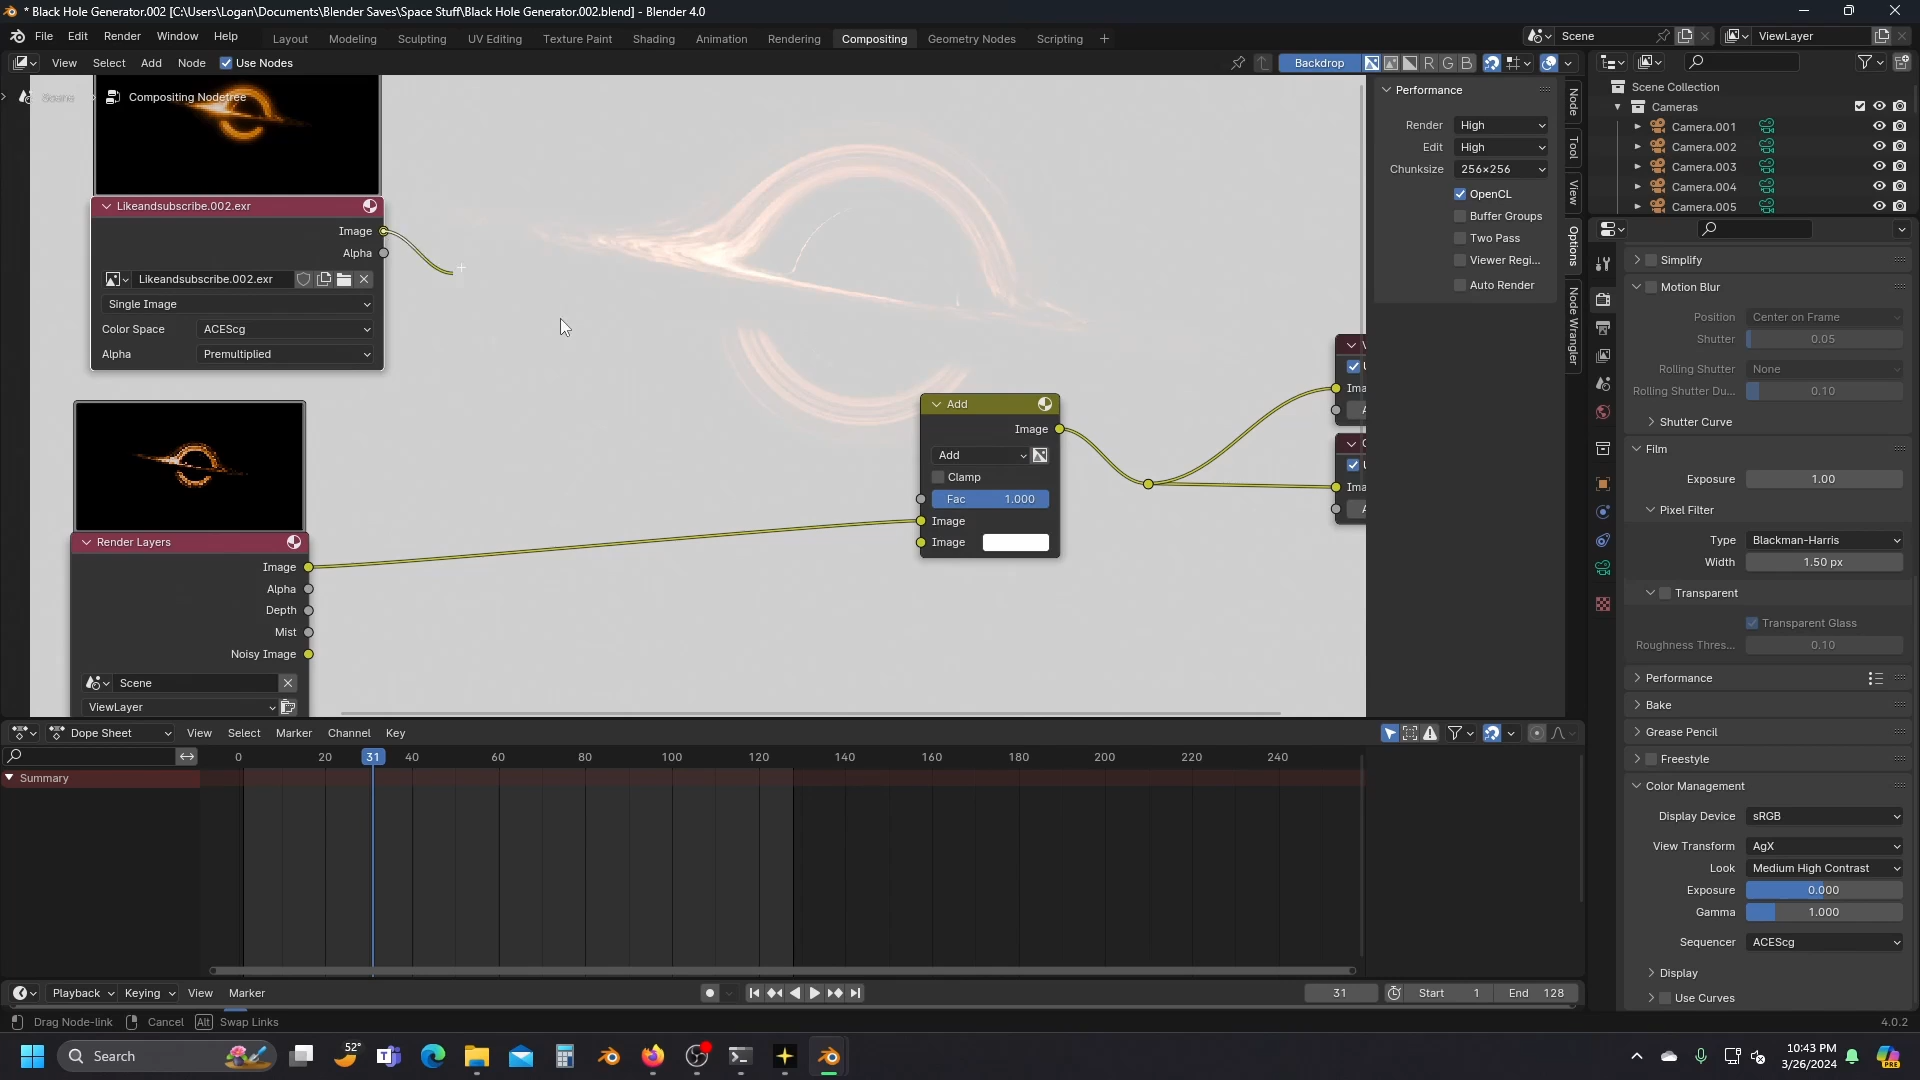 * Black Hole Generator.002 [C:\Users\Logan\Documents\Blender Saves\Space Stuff\Black Hole Generator.002.blend] - Blender 4.0
File Edit Render Window Help Layout Modeling Sculpting UV Editing Texture Paint Shading Animation Rendering Compositing Geometry Nodes Scripting + Scene ViewLayer
View Select Add Node Use Nodes Backdrop R G B
Scene Compositing Nodetree
Likeandsubscribe.002.exr
Image
Alpha
Likeandsubscribe.002.exr
Single Image
Color Space ACEScg
Alpha Premultiplied
Render Layers
Image
Alpha
Depth
Mist
Noisy Image
Scene
ViewLayer
Add
Image
Add
Clamp
Fac 1.000
Image
Image
Ima
Ima
Performance
Render High
Edit High
Chunksize 256×256
OpenCL
Buffer Groups
Two Pass
Viewer Regi...
Auto Render
Node
Tool
View
Options
Node Wrangler
Scene Collection
Cameras
Camera.001
Camera.002
Camera.003
Camera.004
Camera.005
Simplify
Motion Blur
Position Center on Frame
Shutter 0.05
Rolling Shutter None
Rolling Shutter Du... 0.10
Shutter Curve
Film
Exposure 1.00
Pixel Filter
Type Blackman-Harris
Width 1.50 px
Transparent
Transparent Glass
Roughness Thres... 0.10
Performance
Bake
Grease Pencil
Freestyle
Color Management
Display Device sRGB
View Transform AgX
Look Medium High Contrast
Exposure 0.000
Gamma 1.000
Sequencer ACEScg
Display
Use Curves
Dope Sheet View Select Marker Channel Key
0 20 31 40 60 80 100 120 140 160 180 200 220 240
Summary
Playback Keying View Marker 31 Start 1 End 128
Drag Node-link Cancel Alt Swap Links 4.0.2
Search 52° 10:43 PM
3/26/2024
PRE